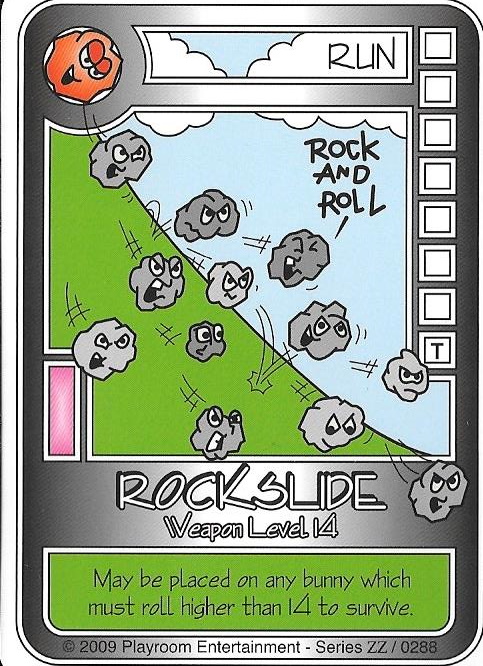 RUN
ROCK
AND
ROLL
T
ROCKSLIDE
Weapon Level 14
May be placed on any bunny which
must roll higher than 14 to survive.
© 2009 Playroom Entertainment - Series ZZ / 0288